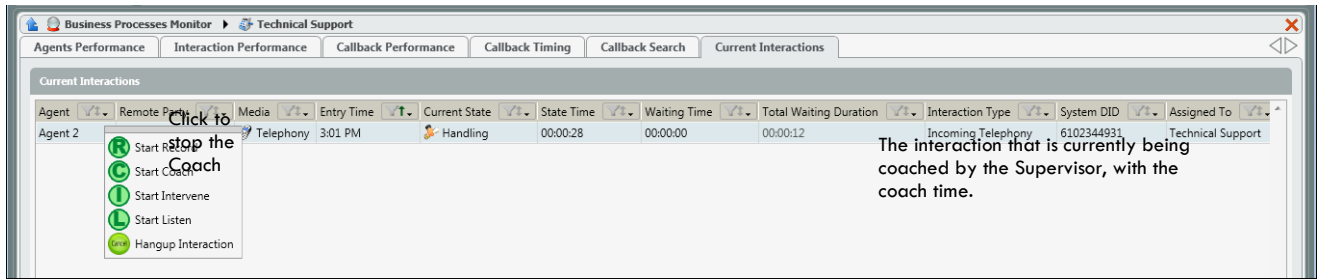 Business Processes Monitor Technical Support
Agents Performance Interaction Performance Callback Performance Callback Timing Callback Search Current Interactions
Current Interactions
Agent Remote Party Media Entry Time Current State State Time Waiting Time Total Waiting Duration Interaction Type System DID Assigned To
Agent 2 Telephony 3:01 PM Handling 00:00:28 00:00:00 00:00:12 Incoming Telephony 6102344931 Technical Support
Click to
stop the
Coach
R Start Record
C Start Coach
I Start Intervene
L Start Listen
Cancel Hangup Interaction
The interaction that is currently being
coached by the Supervisor, with the
coach time.